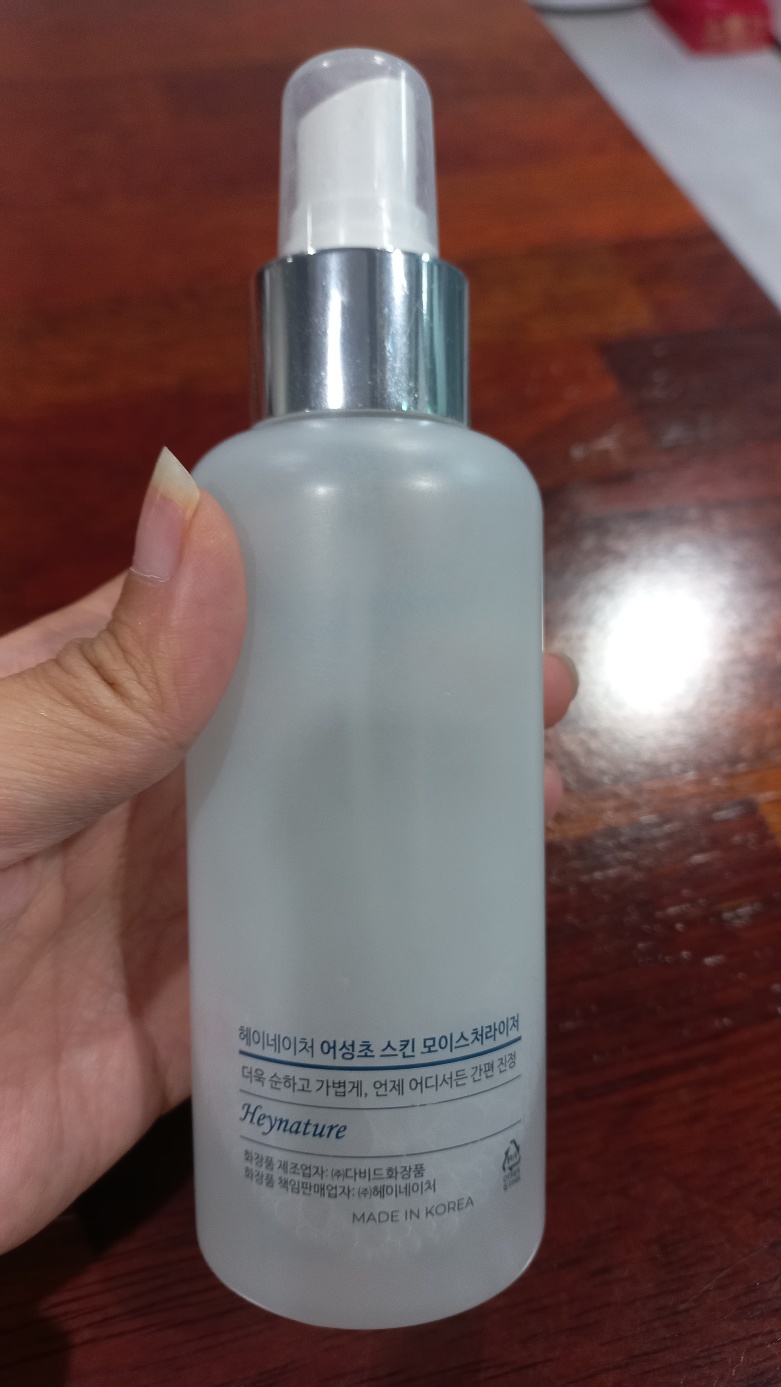 헤이네이처 어성초 스킨 모이스처라이저
더욱 순하고 가볍게, 언제 어디서든 간편 진정
Heynature
화장품 제조업자: ㈜다비드화장품
화장품 책임판매업자: ㈜헤이네이처
MADE IN KOREA